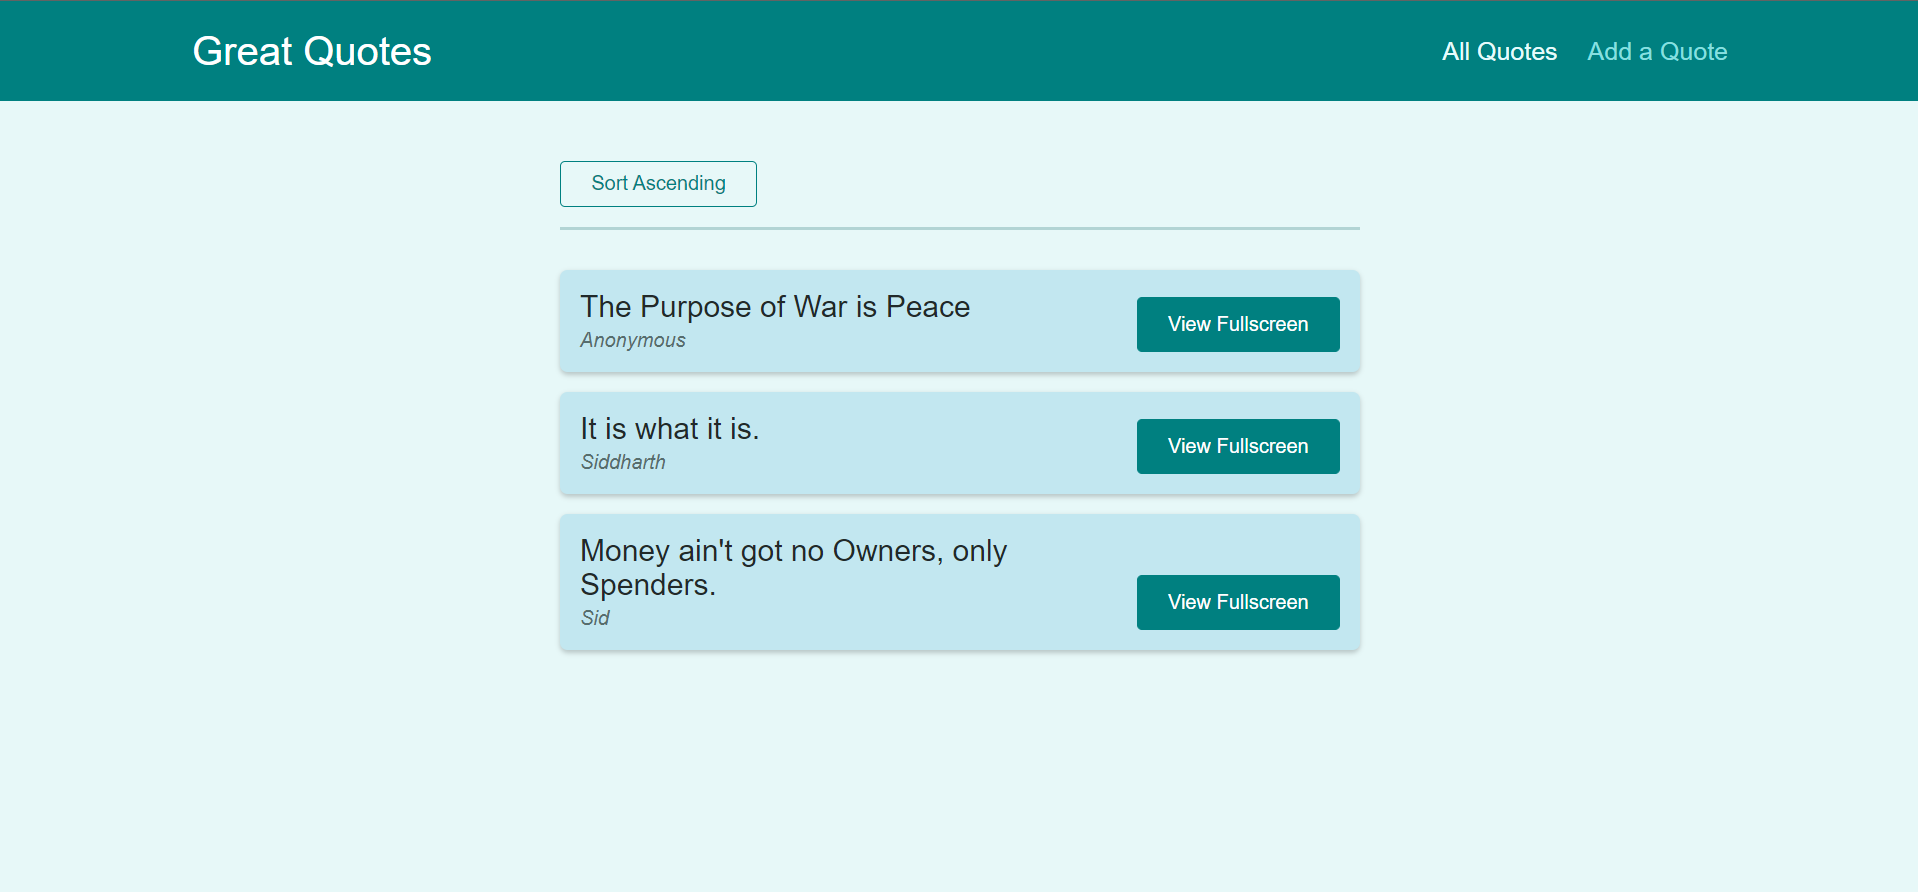 Great Quotes
All Quotes
Add a Quote
Sort Ascending
The Purpose of War is Peace
Anonymous
View Fullscreen
It is what it is.
Siddharth
View Fullscreen
Money ain't got no Owners, only
Spenders.
Sid
View Fullscreen